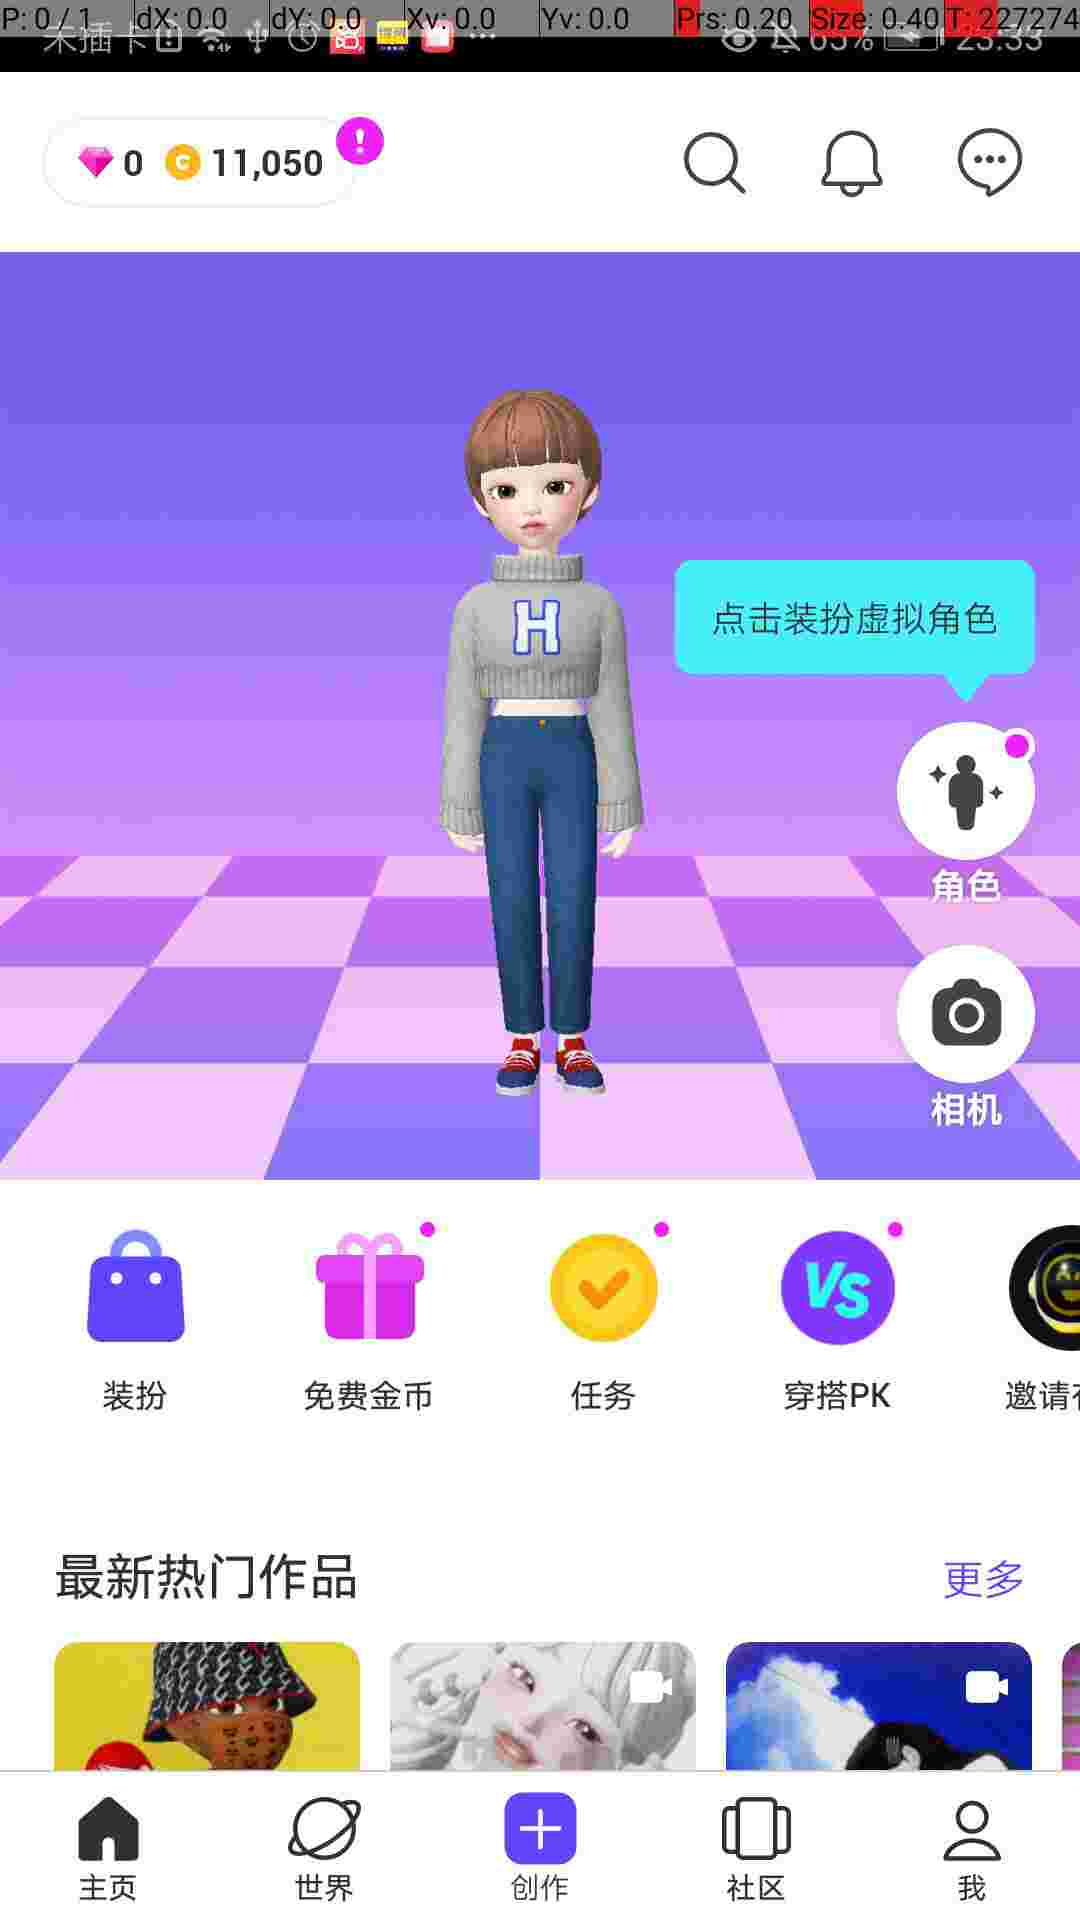 P: 0 / 1 dX: 0.0 dY: 0.0 Xv: 0.0 Yv: 0.0 Prs: 0.20 Size: 0.40 T: 227274
未插卡 63% 23:33
0 11,050
H
点击装扮虚拟角色
角色
相机
VS
装扮 免费金币 任务 穿搭PK 邀请
最新热门作品 更多
主页 世界 创作 社区 我